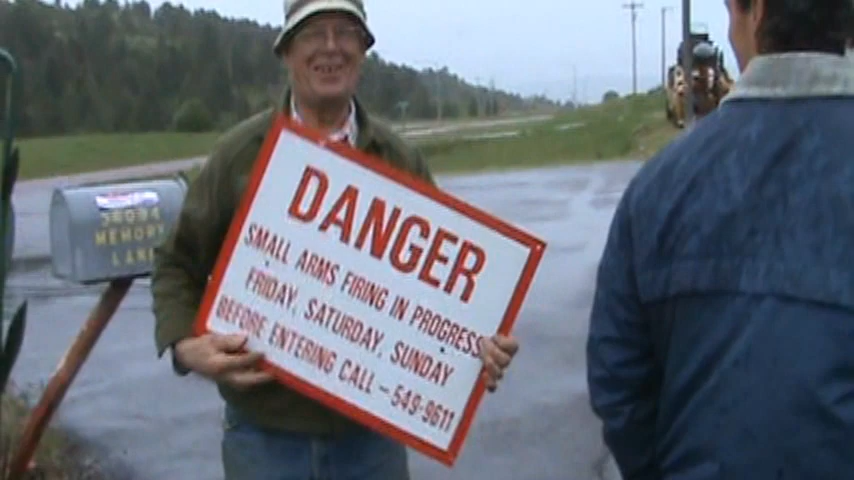 DANGER
SMALL ARMS FIRING IN PROGRESS
FRIDAY, SATURDAY, SUNDAY
BEFORE ENTERING CALL - 549-9611
MEMORY
LANE